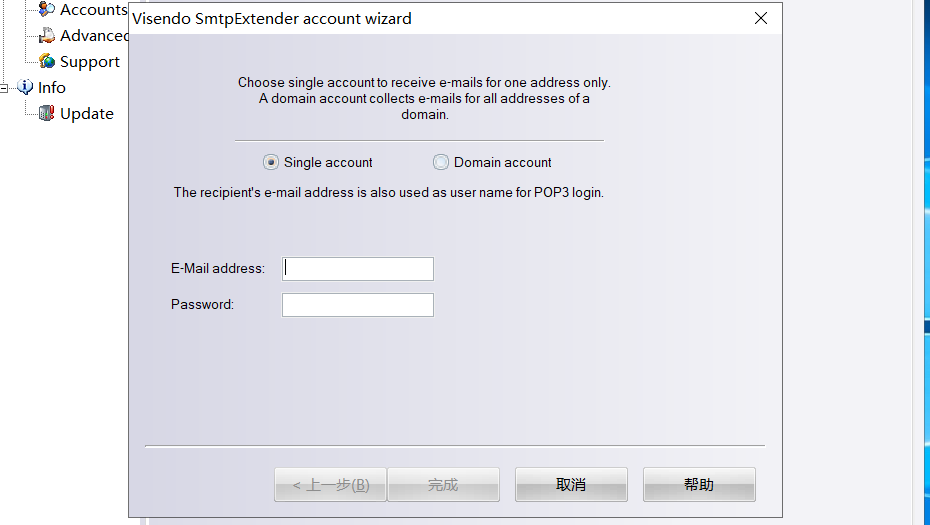 Accounts
Advanced
Support
Info
Update
Visendo SmtpExtender account wizard
Choose single account to receive e-mails for one address only.
A domain account collects e-mails for all addresses of a
domain.
Single account
Domain account
The recipient's e-mail address is also used as user name for POP3 login.
E-Mail address:
Password:
< 上一步(B)
完成
取消
帮助